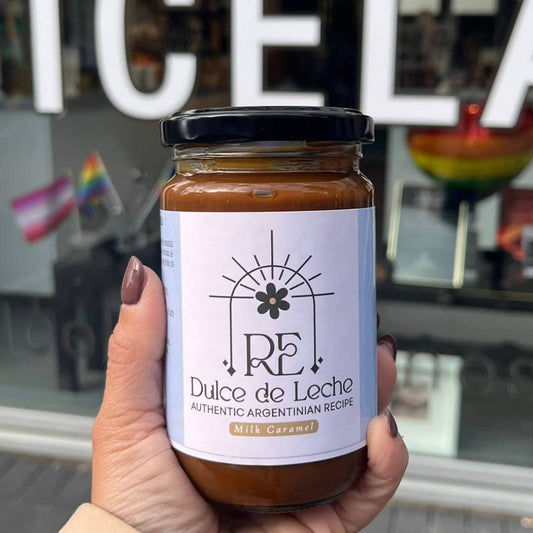 ICELA
RE
Dulce de Leche
AUTHENTIC ARGENTINIAN RECIPE
Milk Caramel